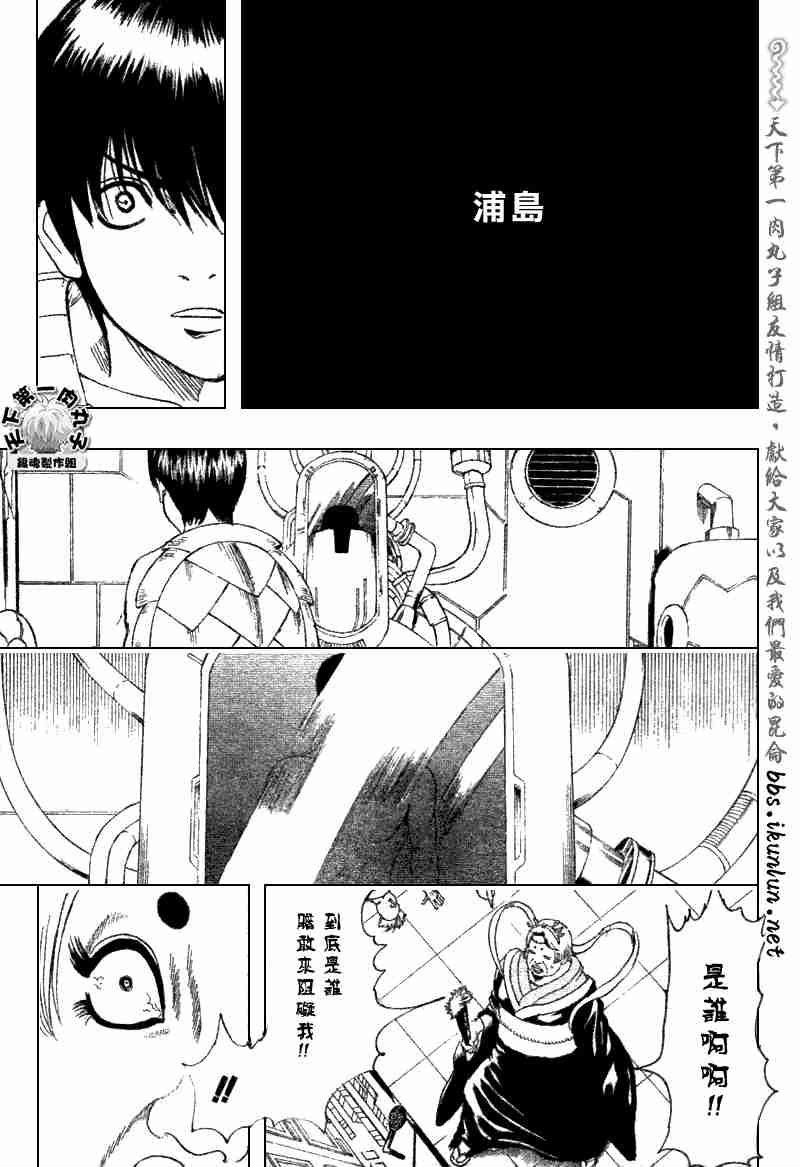 浦島
是誰啊啊!!
到底是誰
膽敢來阻礙我!!
!!
天下第一肉丸子
銀魂製作組
天下第一肉丸子組友情打造，獻給大家以及我們最愛的昆侖
bbs.ikunlun.net